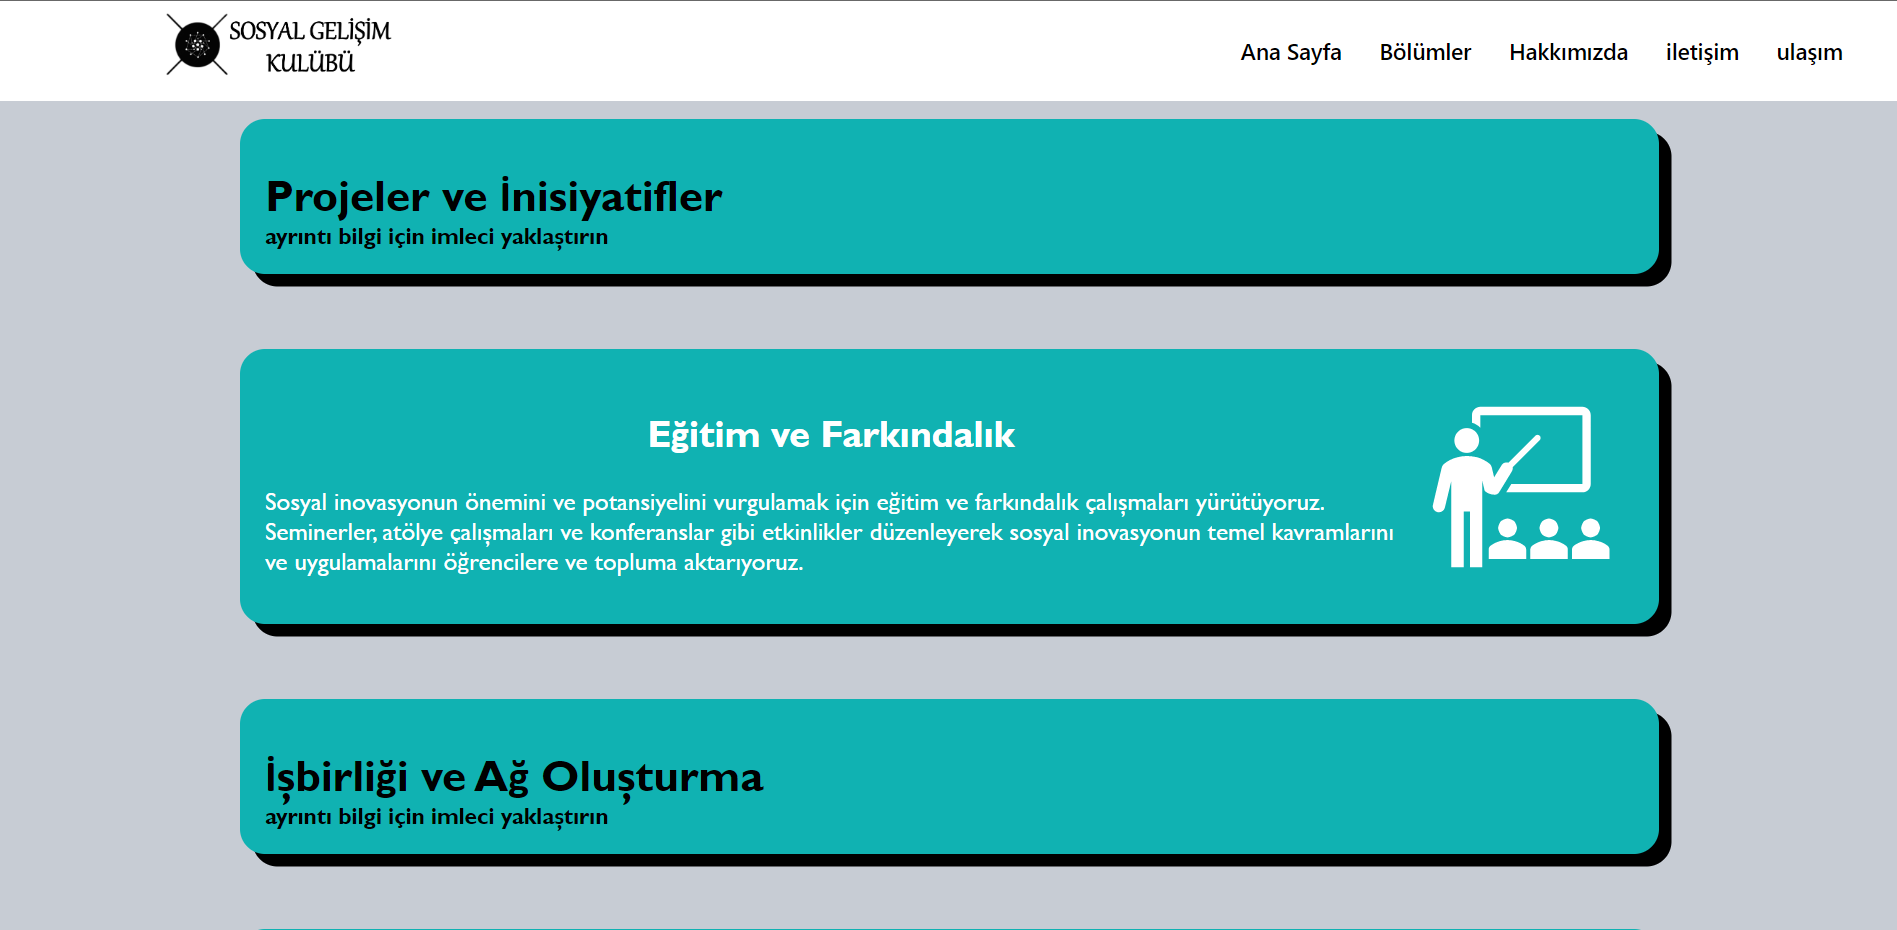 SOSYAL GELİŞİM
KULÜBÜ
Ana Sayfa Bölümler Hakkımızda iletişim ulaşım
Projeler ve İnisiyatifler
ayrıntı bilgi için imleci yaklaştırın
Eğitim ve Farkındalık
Sosyal inovasyonun önemini ve potansiyelini vurgulamak için eğitim ve farkındalık çalışmaları yürütüyoruz.
Seminerler, atölye çalışmaları ve konferanslar gibi etkinlikler düzenleyerek sosyal inovasyonun temel kavramlarını
ve uygulamalarını öğrencilere ve topluma aktarıyoruz.
İşbirliği ve Ağ Oluşturma
ayrıntı bilgi için imleci yaklaştırın